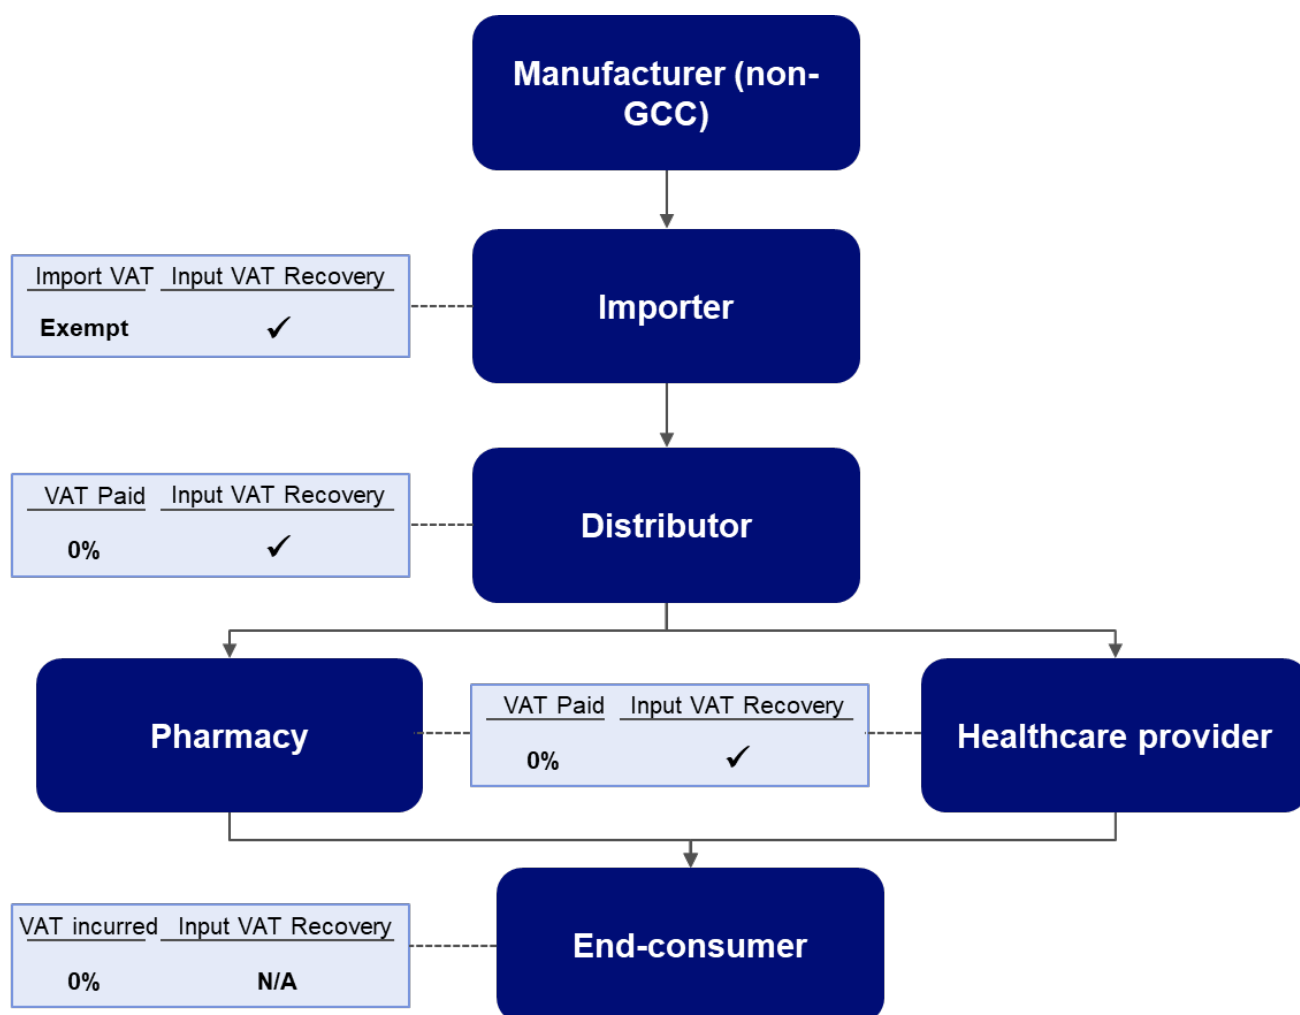 Manufacturer (non-
GCC)
Import VAT Input VAT Recovery
Exempt ✓
Importer
VAT Paid Input VAT Recovery
0% ✓
Distributor
Pharmacy
VAT Paid Input VAT Recovery
0% ✓
Healthcare provider
VAT incurred Input VAT Recovery
0% N/A
End-consumer